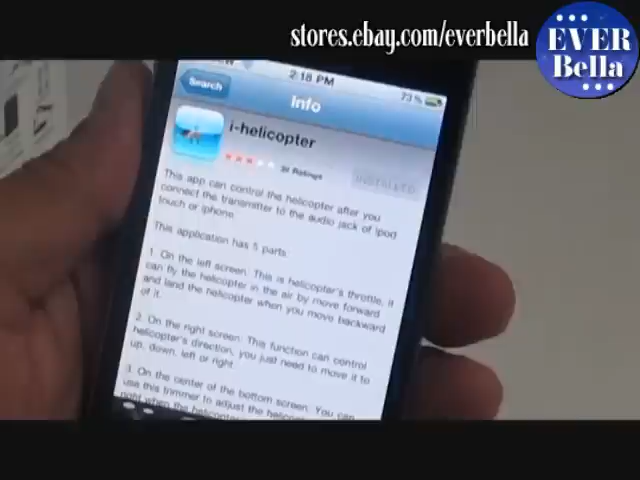 stores.ebay.com/everbella
EVER
Bella
2:18 PM
73%
Search
Info
i-helicopter
Ratings
INSTALLED
This app can control the helicopter after you
connect the transmitter to the audio jack of ipod
touch or iphone.
This application has 5 parts.
1. On the left screen: This is helicopter's throttle, it
can fly the helicopter in the air by move forward
and land the helicopter when you move backward
of it.
2. On the right screen: This function can control
helicopter's direction, you just need to move it to
up, down, left or right.
3. On the center of the bottom screen: You can
use this trimmer to adjust the
right when the